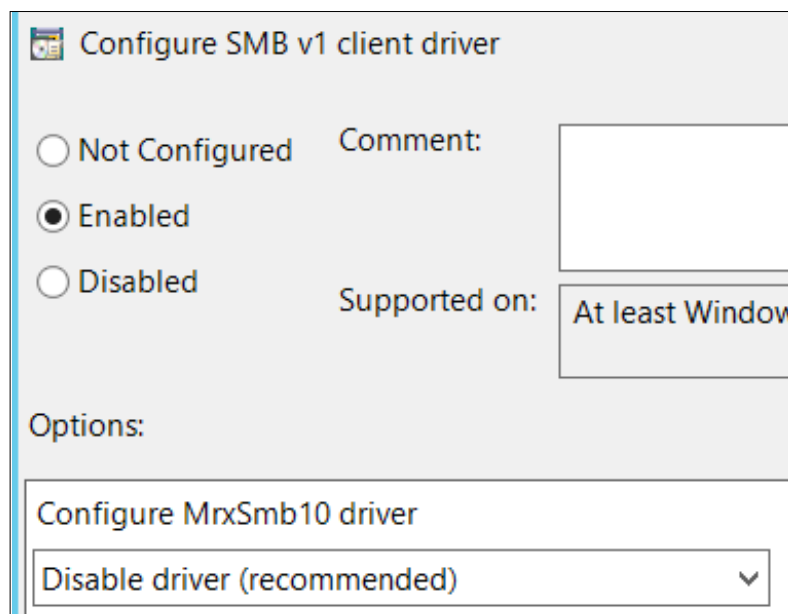 Configure SMB v1 client driver
Not Configured
Comment:
Enabled
Disabled
Supported on:
At least Window
Options:
Configure MrxSmb10 driver
Disable driver (recommended)